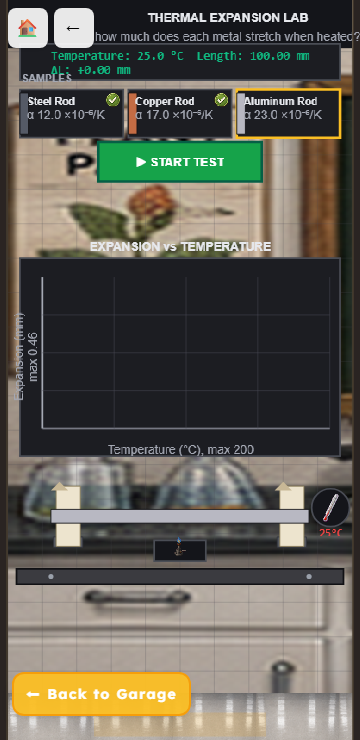 THERMAL EXPANSION LAB
how much does each metal stretch when heated?
Temperature: 25.0 °C Length: 100.00 mm
ΔL: +0.00 mm
SAMPLES
Steel Rod
α 12.0 ×10⁻⁶/K
Copper Rod
α 17.0 ×10⁻⁶/K
Aluminum Rod
α 23.0 ×10⁻⁶/K
▶ START TEST
EXPANSION vs TEMPERATURE
Expansion (mm)
max 0.46
Temperature (°C), max 200
25°C
← Back to Garage